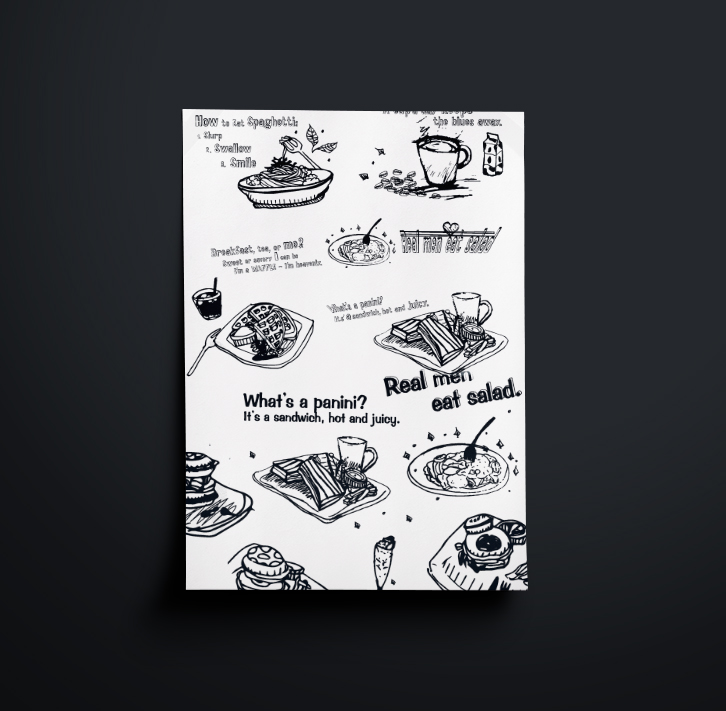 How to Eat Spaghetti:
1. Slurp
2. Swallow
3. Smile
the blues away.
Breakfast, tea, or me?
Sweet or savory I can be
I'm a WAFFLE - I'm heavenly.
Real men eat salad
What's a panini?
It's a sandwich, hot and juicy.
Real men
eat salad.
What's a panini?
It's a sandwich, hot and juicy.